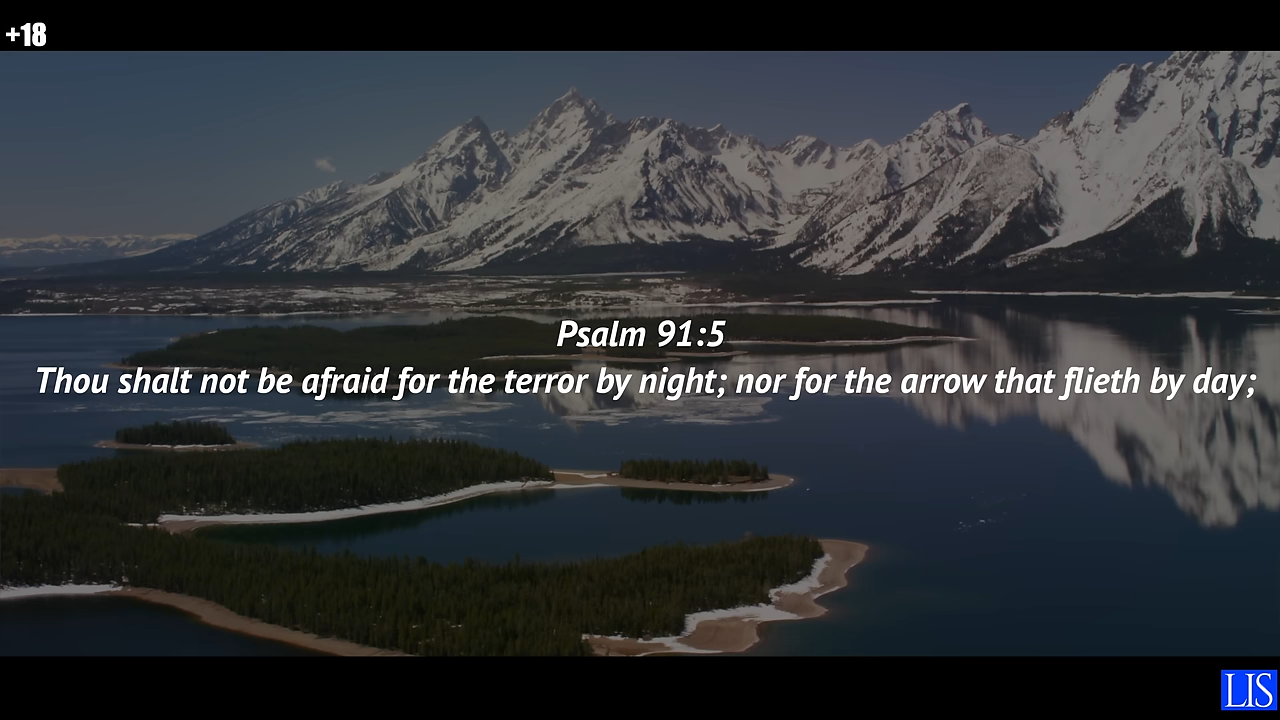 +18
Psalm 91:5
Thou shalt not be afraid for the terror by night; nor for the arrow that flieth by day;
LIS